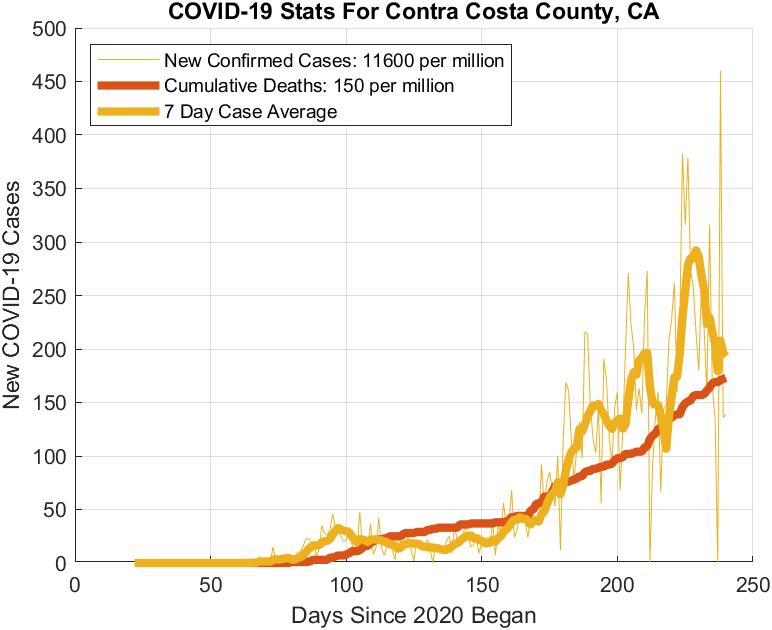 COVID-19 Stats For Contra Costa County, CA
500
450
400
350
300
250
200
150
100
50
0
New COVID-19 Cases
New Confirmed Cases: 11600 per million
Cumulative Deaths: 150 per million
7 Day Case Average
0 50 100 150 200 250
Days Since 2020 Began